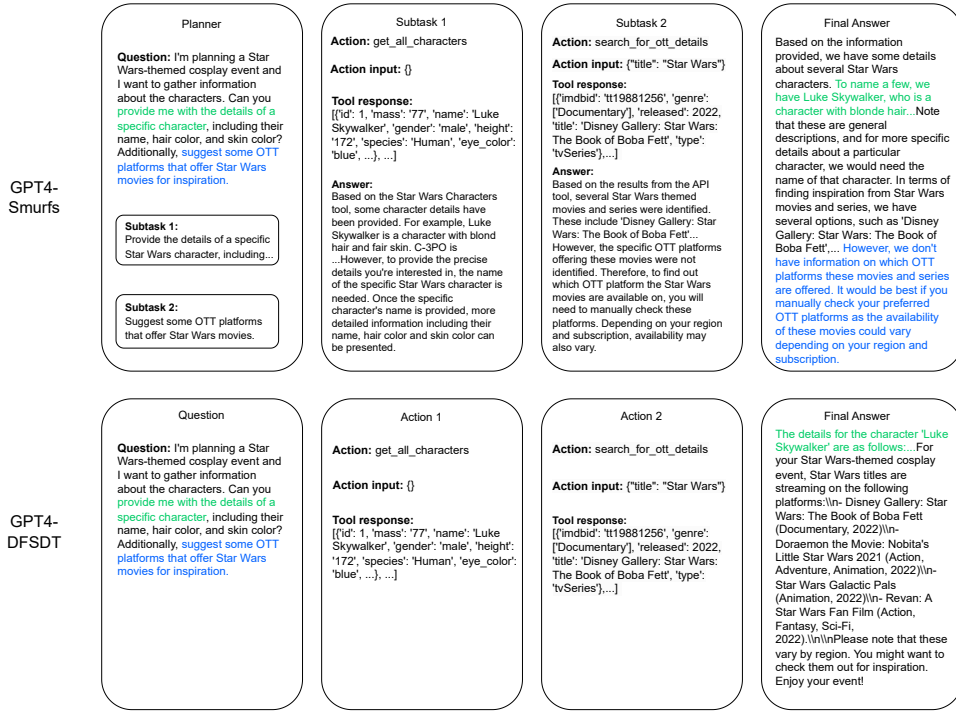 Planner
Question: I'm planning a Star
Wars-themed cosplay event and
I want to gather information
about the characters. Can you
provide me with the details of a
specific character, including their
name, hair color, and skin color?
Additionally, suggest some OTT
platforms that offer Star Wars
movies for inspiration.
Subtask 1:
Provide the details of a specific
Star Wars character, including...
Subtask 2:
Suggest some OTT platforms
that offer Star Wars movies.
Subtask 1
Action: get_all_characters
Action input: {}
Tool response:
[{'id': 1, 'mass': '77', 'name': 'Luke
Skywalker', 'gender': 'male', 'height':
'172', 'species': 'Human', 'eye_color':
'blue', ...}, ...]
Answer:
Based on the Star Wars Characters
tool, some character details have
been provided. For example, Luke
Skywalker is a character with blond
hair and fair skin. C-3PO is
...However, to provide the precise
details you're interested in, the name
of the specific Star Wars character is
needed. Once the specific
character's name is provided, more
detailed information including their
name, hair color and skin color can
be presented.
Subtask 2
Action: search_for_ott_details
Action input: {"title": "Star Wars"}
Tool response:
[{'imdbid': 'tt19881256', 'genre':
['Documentary'], 'released': 2022,
'title': 'Disney Gallery: Star Wars:
The Book of Boba Fett', 'type':
'tvSeries'},...]
Answer:
Based on the results from the API
tool, several Star Wars themed
movies and series were identified.
These include 'Disney Gallery: Star
Wars: The Book of Boba Fett'...
However, the specific OTT platforms
offering these movies were not
identified. Therefore, to find out
which OTT platform the Star Wars
movies are available on, you will
need to manually check these
platforms. Depending on your region
and subscription, availability may
also vary.
Final Answer
Based on the information
provided, we have some details
about several Star Wars
characters. To name a few, we
have Luke Skywalker, who is a
character with blonde hair...Note
that these are general
descriptions, and for more specific
details about a particular
character, we would need the
name of that character. In terms of
finding inspiration from Star Wars
movies and series, we have
several options, such as 'Disney
Gallery: Star Wars: The Book of
Boba Fett',... However, we don't
have information on which OTT
platforms these movies and series
are offered. It would be best if you
manually check your preferred
OTT platforms as the availability
of these movies could vary
depending on your region and
subscription.
GPT4-
Smurfs
Question
Question: I'm planning a Star
Wars-themed cosplay event and
I want to gather information
about the characters. Can you
provide me with the details of a
specific character, including their
name, hair color, and skin color?
Additionally, suggest some OTT
platforms that offer Star Wars
movies for inspiration.
Action 1
Action: get_all_characters
Action input: {}
Tool response:
[{'id': 1, 'mass': '77', 'name': 'Luke
Skywalker', 'gender': 'male', 'height':
'172', 'species': 'Human', 'eye_color':
'blue', ...}, ...]
Action 2
Action: search_for_ott_details
Action input: {"title": "Star Wars"}
Tool response:
[{'imdbid': 'tt19881256', 'genre':
['Documentary'], 'released': 2022,
'title': 'Disney Gallery: Star Wars:
The Book of Boba Fett', 'type':
'tvSeries'},...]
Final Answer
The details for the character 'Luke
Skywalker' are as follows:...For
your Star Wars-themed cosplay
event, Star Wars titles are
streaming on the following
platforms:\\n- Disney Gallery: Star
Wars: The Book of Boba Fett
(Documentary, 2022)\\n-
Doraemon the Movie: Nobita's
Little Star Wars 2021 (Action,
Adventure, Animation, 2022)\\n-
Star Wars Galactic Pals
(Animation, 2022)\\n- Revan: A
Star Wars Fan Film (Action,
Fantasy, Sci-Fi,
2022).\\n\\nPlease note that these
vary by region. You might want to
check them out for inspiration.
Enjoy your event!
GPT4-
DFSDT